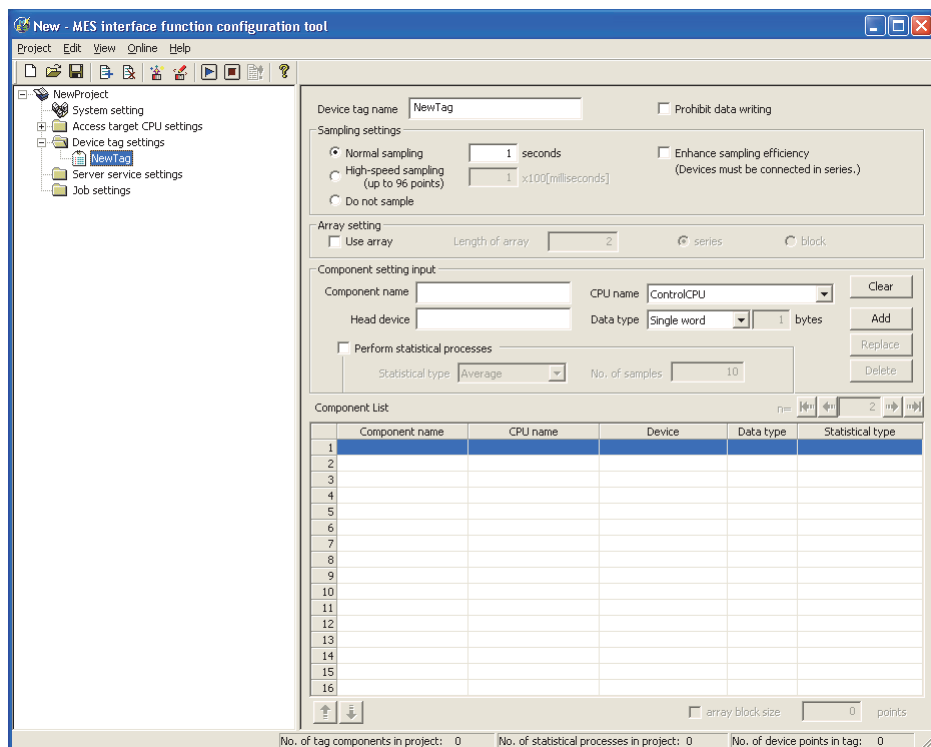 New - MES interface function configuration tool
Project Edit View Online Help
NewProject
System setting
Access target CPU settings
Device tag settings
NewTag
Server service settings
Job settings
Device tag name NewTag Prohibit data writing
Sampling settings
Normal sampling 1 seconds Enhance sampling efficiency
(Devices must be connected in series.)
High-speed sampling
(up to 96 points) 1 x100[milliseconds]
Do not sample
Array setting
Use array Length of array 2 series block
Component setting input
Component name CPU name ControlCPU Clear
Head device Data type Single word 1 bytes Add
Perform statistical processes Replace
Statistical type Average No. of samples 10 Delete
Component List n= 2
Component name CPU name Device Data type Statistical type
1
2
3
4
5
6
7
8
9
10
11
12
13
14
15
16
array block size 0 points
No. of tag components in project: 0 No. of statistical processes in project: 0 No. of device points in tag: 0